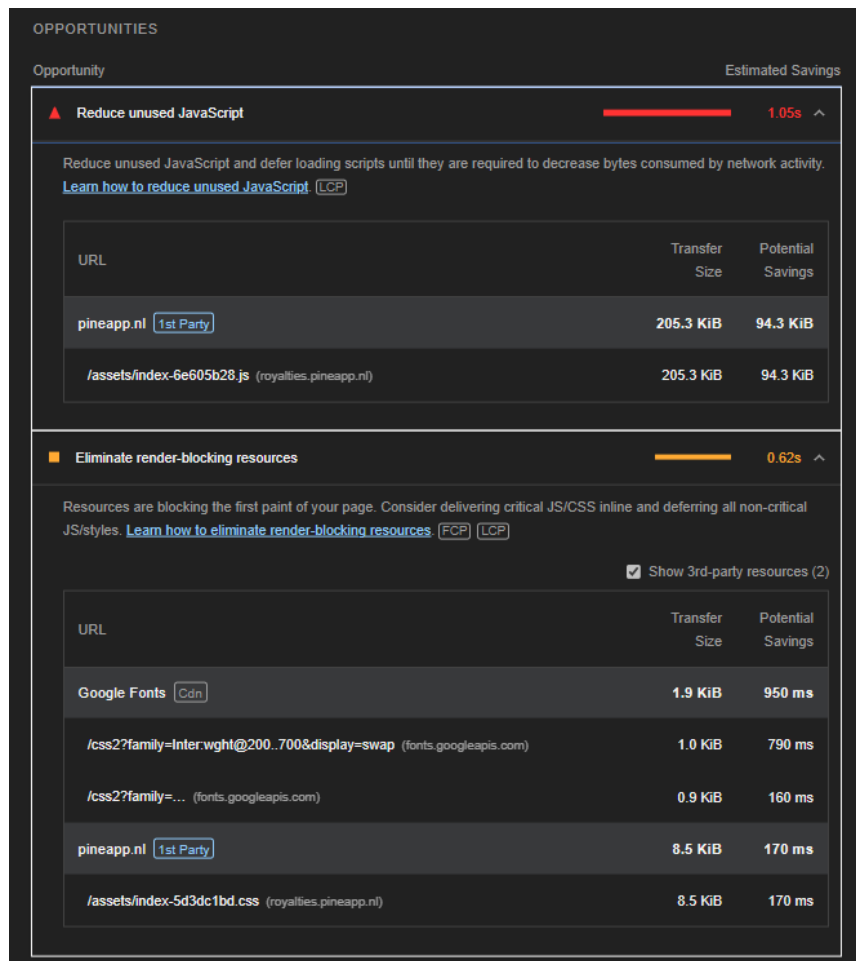 OPPORTUNITIES
Opportunity Estimated Savings
Reduce unused JavaScript 1.05s
Reduce unused JavaScript and defer loading scripts until they are required to decrease bytes consumed by network activity.
Learn how to reduce unused JavaScript. LCP
URL Transfer Size Potential Savings
pineapp.nl 1st Party 205.3 KiB 94.3 KiB
/assets/index-6e605b28.js (royalties.pineapp.nl) 205.3 KiB 94.3 KiB
Eliminate render-blocking resources 0.62s
Resources are blocking the first paint of your page. Consider delivering critical JS/CSS inline and deferring all non-critical
JS/styles. Learn how to eliminate render-blocking resources. FCP LCP
Show 3rd-party resources (2)
URL Transfer Size Potential Savings
Google Fonts Cdn 1.9 KiB 950 ms
/css2?family=Inter:wght@200..700&display=swap (fonts.googleapis.com) 1.0 KiB 790 ms
/css2?family=... (fonts.googleapis.com) 0.9 KiB 160 ms
pineapp.nl 1st Party 8.5 KiB 170 ms
/assets/index-5d3dc1bd.css (royalties.pineapp.nl) 8.5 KiB 170 ms